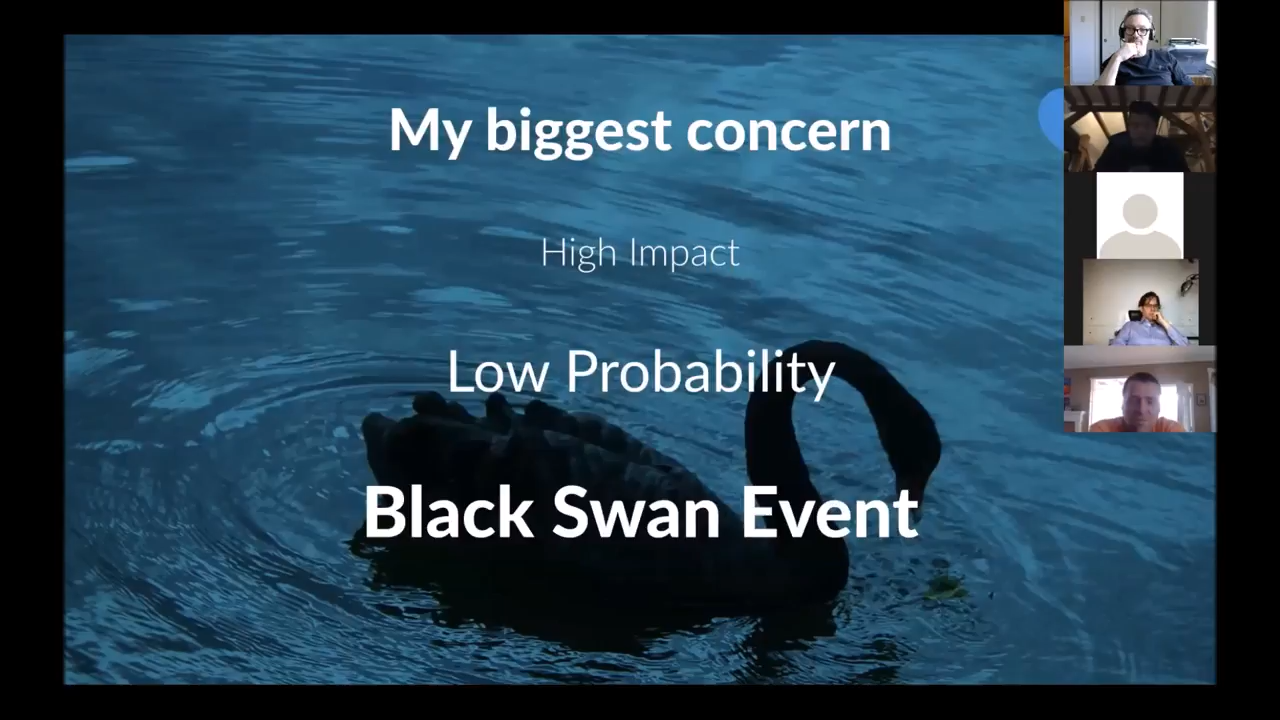 My biggest concern
High Impact
Low Probability
Black Swan Event